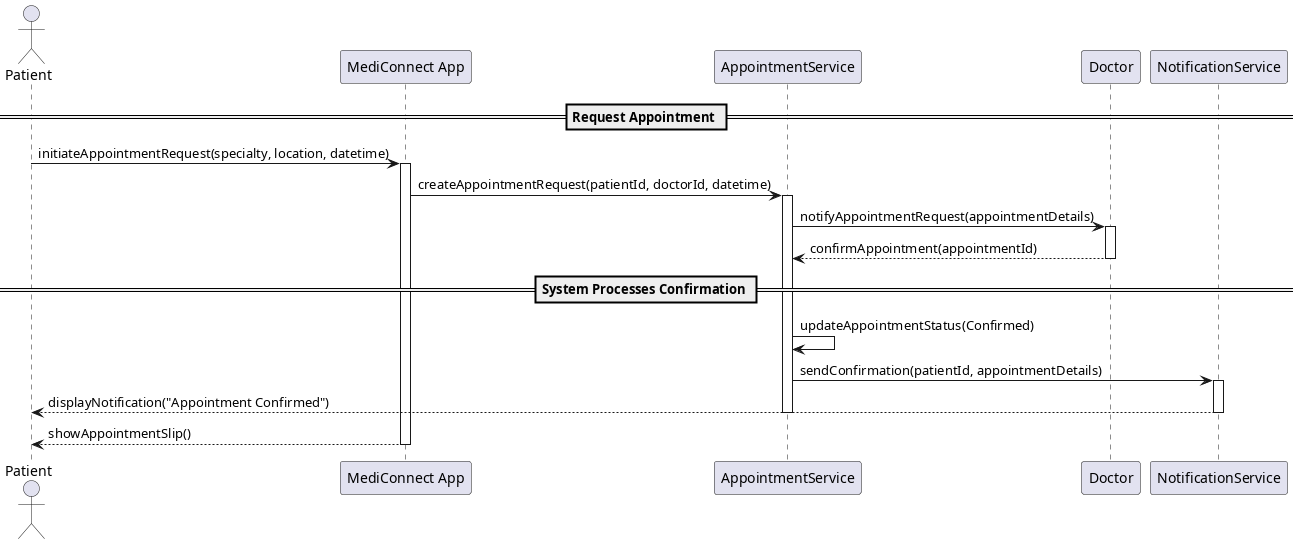 Patient
MediConnect App
AppointmentService
Doctor
NotificationService
Request Appointment
initiateAppointmentRequest(specialty, location, datetime)
createAppointmentRequest(patientId, doctorId, datetime)
notifyAppointmentRequest(appointmentDetails)
confirmAppointment(appointmentId)
System Processes Confirmation
updateAppointmentStatus(Confirmed)
sendConfirmation(patientId, appointmentDetails)
displayNotification("Appointment Confirmed")
showAppointmentSlip()
Patient
MediConnect App
AppointmentService
Doctor
NotificationService